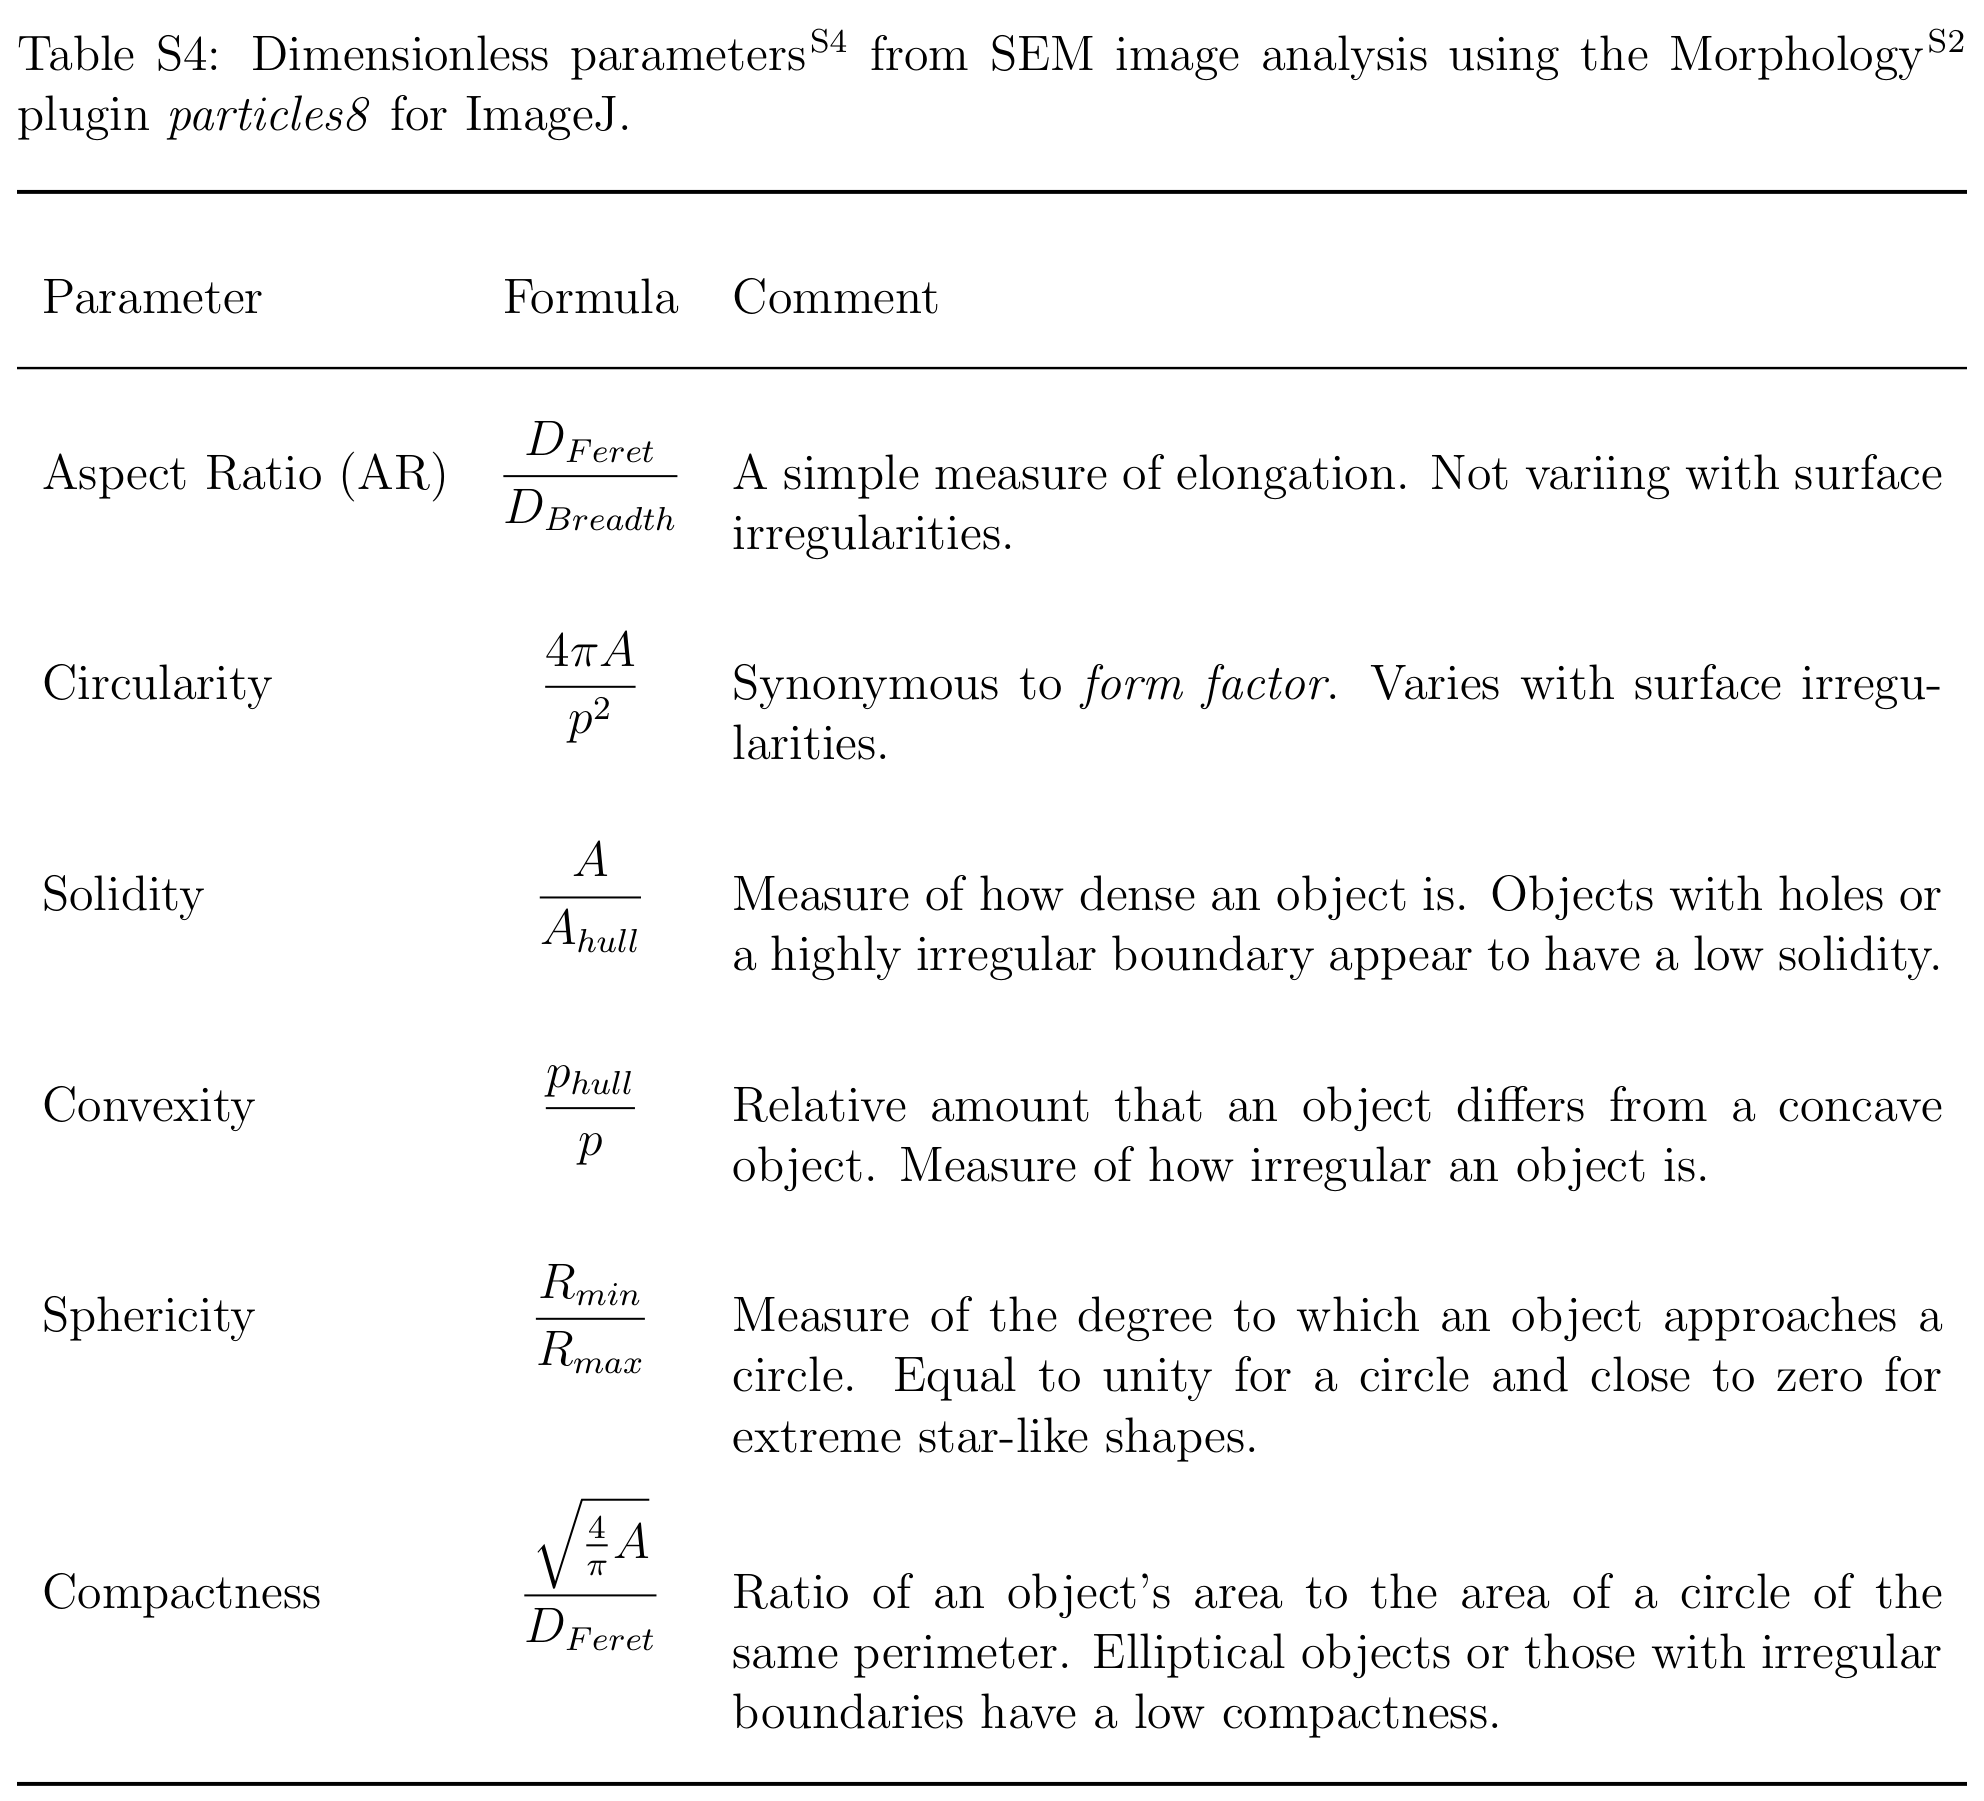 Table S4: Dimensionless parameters^S4 from SEM image analysis using the Morphology^S2
plugin particles8 for ImageJ.
Parameter Formula Comment
Aspect Ratio (AR) D_Feret / D_Breadth A simple measure of elongation. Not variing with surface
irregularities.
Circularity 4πA / p^2 Synonymous to form factor. Varies with surface irregu-
larities.
Solidity A / A_hull Measure of how dense an object is. Objects with holes or
a highly irregular boundary appear to have a low solidity.
Convexity p_hull / p Relative amount that an object differs from a concave
object. Measure of how irregular an object is.
Sphericity R_min / R_max Measure of the degree to which an object approaches a
circle. Equal to unity for a circle and close to zero for
extreme star-like shapes.
Compactness √(4/π A) / D_Feret Ratio of an object's area to the area of a circle of the
same perimeter. Elliptical objects or those with irregular
boundaries have a low compactness.